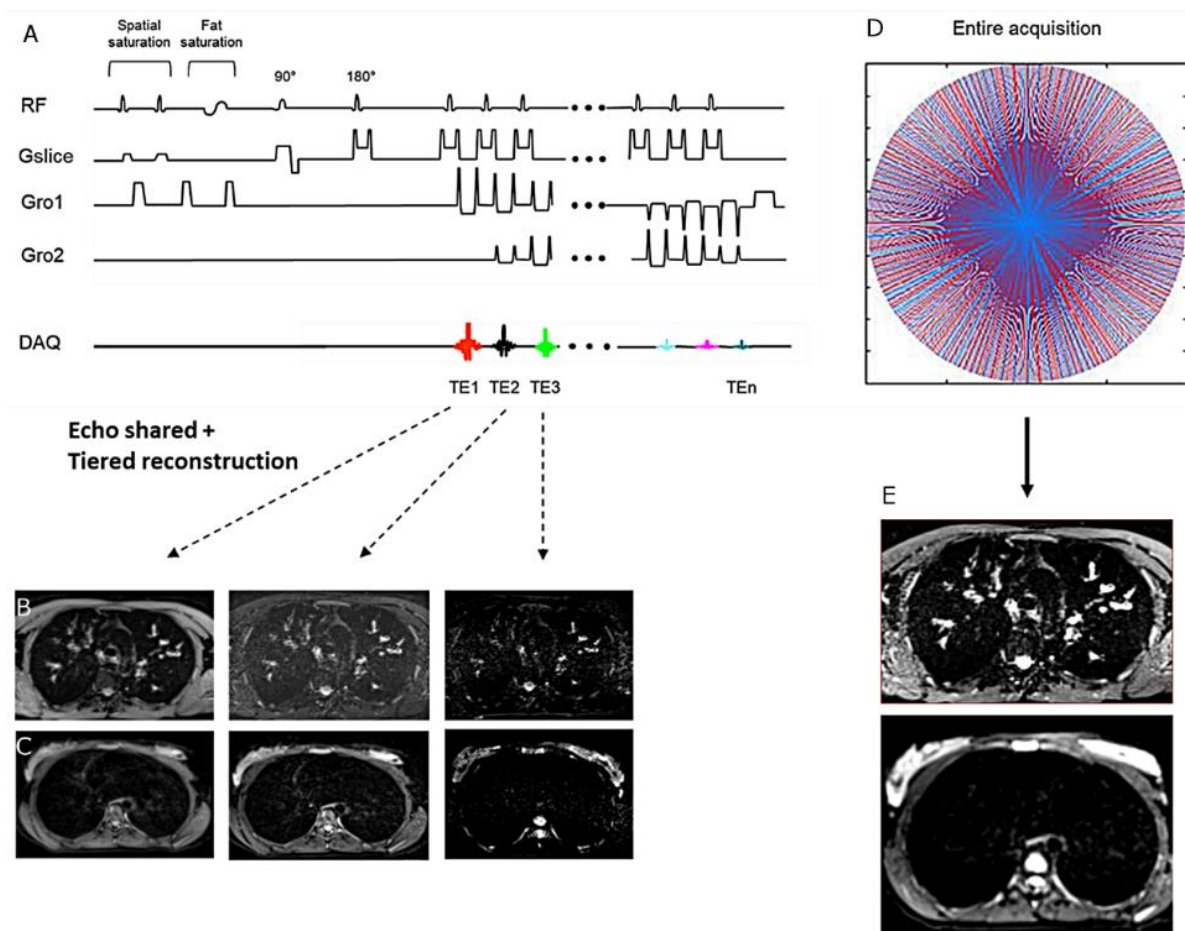 A
Spatial
saturation
Fat
saturation
90°
180°
RF
Gslice
Gro1
Gro2
DAQ
TE1
TE2
TE3
TEn
Echo shared +
Tiered reconstruction
B
C
D
Entire acquisition
E